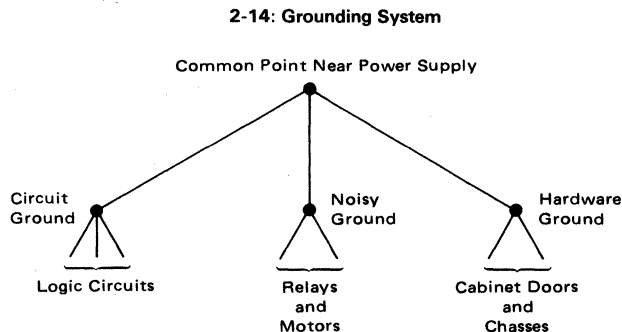 2-14: Grounding System
Common Point Near Power Supply
Circuit
Ground
Noisy
Ground
Hardware
Ground
Logic Circuits
Relays
and
Motors
Cabinet Doors
and
Chasses